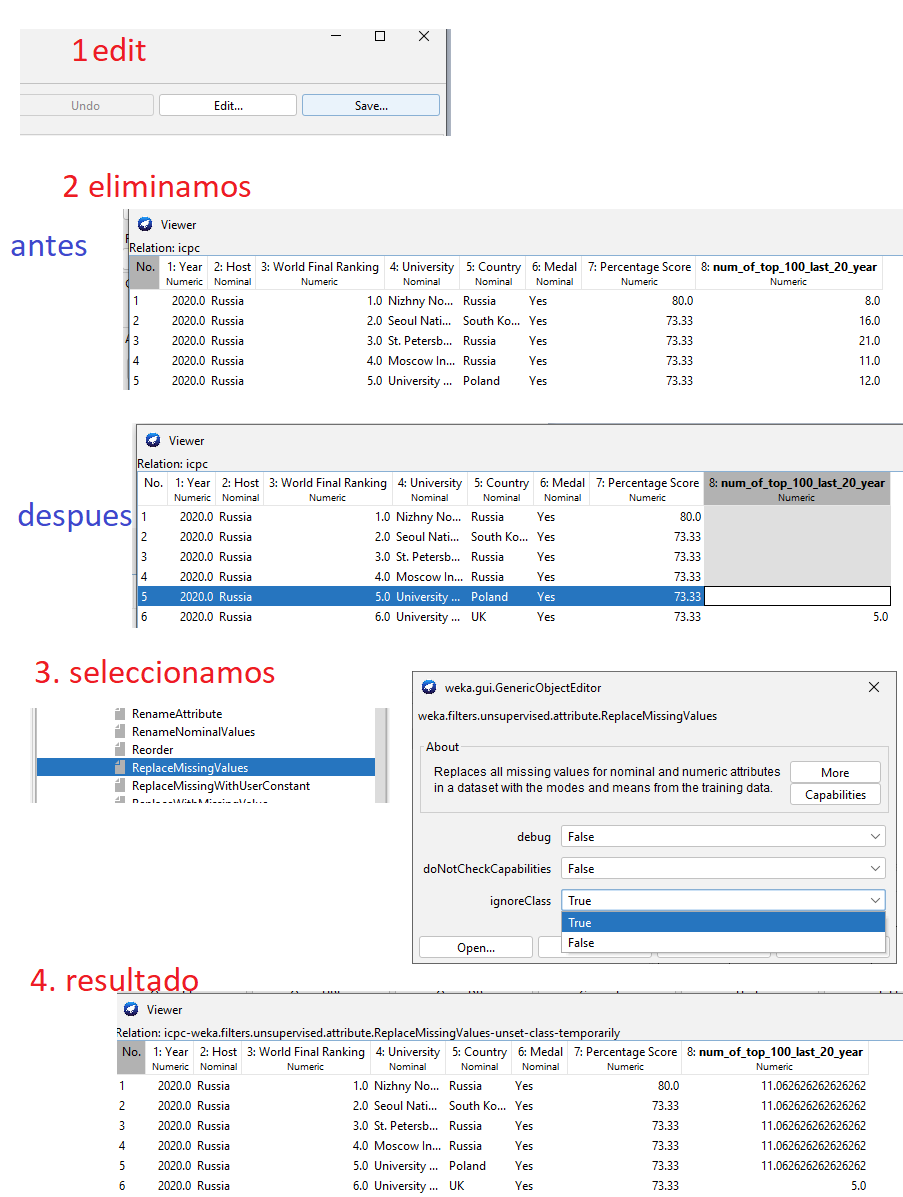 1 edit
Undo Edit... Save...
2 eliminamos
antes
Viewer
Relation: icpc
No. 1: Year 2: Host 3: World Final Ranking 4: University 5: Country 6: Medal 7: Percentage Score 8: num_of_top_100_last_20_year
Numeric Nominal Numeric Nominal Nominal Nominal Numeric Numeric
1 2020.0 Russia 1.0 Nizhny No... Russia Yes 80.0 8.0
2 2020.0 Russia 2.0 Seoul Nati... South Ko... Yes 73.33 16.0
3 2020.0 Russia 3.0 St. Petersb... Russia Yes 73.33 21.0
4 2020.0 Russia 4.0 Moscow In... Russia Yes 73.33 11.0
5 2020.0 Russia 5.0 University ... Poland Yes 73.33 12.0
despues
Viewer
Relation: icpc
No. 1: Year 2: Host 3: World Final Ranking 4: University 5: Country 6: Medal 7: Percentage Score 8: num_of_top_100_last_20_year
Numeric Nominal Numeric Nominal Nominal Nominal Numeric Numeric
1 2020.0 Russia 1.0 Nizhny No... Russia Yes 80.0
2 2020.0 Russia 2.0 Seoul Nati... South Ko... Yes 73.33
3 2020.0 Russia 3.0 St. Petersb... Russia Yes 73.33
4 2020.0 Russia 4.0 Moscow In... Russia Yes 73.33
5 2020.0 Russia 5.0 University ... Poland Yes 73.33
6 2020.0 Russia 6.0 University ... UK Yes 73.33 5.0
3. seleccionamos
RenameAttribute
RenameNominalValues
Reorder
ReplaceMissingValues
ReplaceMissingWithUserConstant
ReplaceWithMissingValue
weka.gui.GenericObjectEditor
weka.filters.unsupervised.attribute.ReplaceMissingValues
About
Replaces all missing values for nominal and numeric attributes
in a dataset with the modes and means from the training data.
More
Capabilities
debug False
doNotCheckCapabilities False
ignoreClass True
True
False
Open...
4. resultado
Viewer
Relation: icpc-weka.filters.unsupervised.attribute.ReplaceMissingValues-unset-class-temporarily
No. 1: Year 2: Host 3: World Final Ranking 4: University 5: Country 6: Medal 7: Percentage Score 8: num_of_top_100_last_20_year
Numeric Nominal Numeric Nominal Nominal Nominal Numeric Numeric
1 2020.0 Russia 1.0 Nizhny No... Russia Yes 80.0 11.062626262626262
2 2020.0 Russia 2.0 Seoul Nati... South Ko... Yes 73.33 11.062626262626262
3 2020.0 Russia 3.0 St. Petersb... Russia Yes 73.33 11.062626262626262
4 2020.0 Russia 4.0 Moscow In... Russia Yes 73.33 11.062626262626262
5 2020.0 Russia 5.0 University ... Poland Yes 73.33 11.062626262626262
6 2020.0 Russia 6.0 University ... UK Yes 73.33 5.0